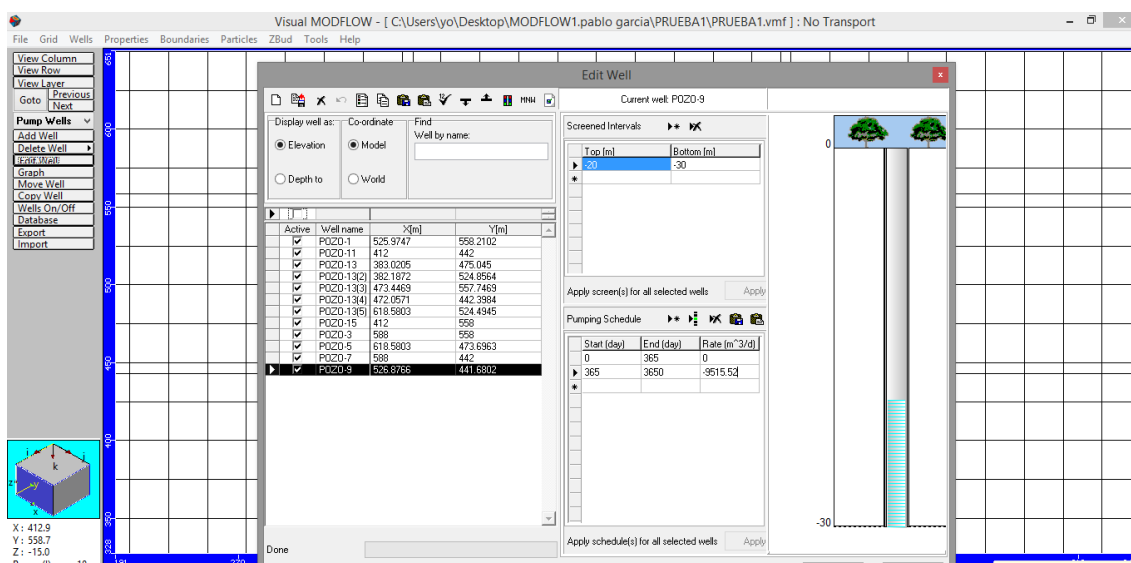 Visual MODFLOW - [ C:\Users\yo\Desktop\MODFLOW1.pablo garcia\PRUEBA1\PRUEBA1.vmf ] : No Transport
File Grid Wells Properties Boundaries Particles ZBud Tools Help
View Column
View Row
View Layer
Goto Previous
Next
Pump Wells
Add Well
Delete Well
Edit Well
Graph
Move Well
Copy Well
Wells On/Off
Database
Export
Import
651
600
550
500
450
400
350
328
i j
k
z
y
x
X : 412.9
Y : 558.7
Z : -15.0
Edit Well
MNW
Current well: POZO-9
Display well as: Co-ordinate Find
Well by name:
Elevation Model
Depth to World
Active Well name X[m] Y[m]
POZO-1 525.9747 558.2102
POZO-11 412 442
POZO-13 383.0205 475.045
POZO-13(2) 382.1872 524.8564
POZO-13(3) 473.4469 557.7469
POZO-13(4) 472.0571 442.3984
POZO-13(5) 618.5803 524.4945
POZO-15 412 558
POZO-3 588 558
POZO-5 618.5803 473.6963
POZO-7 588 442
POZO-9 526.8766 441.6802
Done
Screened Intervals
Top [m] Bottom [m]
-20 -30
Apply screen(s) for all selected wells Apply
Pumping Schedule
Start (day) End (day) Rate (m^3/d)
0 365 0
365 3650 -9515.52
Apply schedule(s) for all selected wells Apply
0
-30